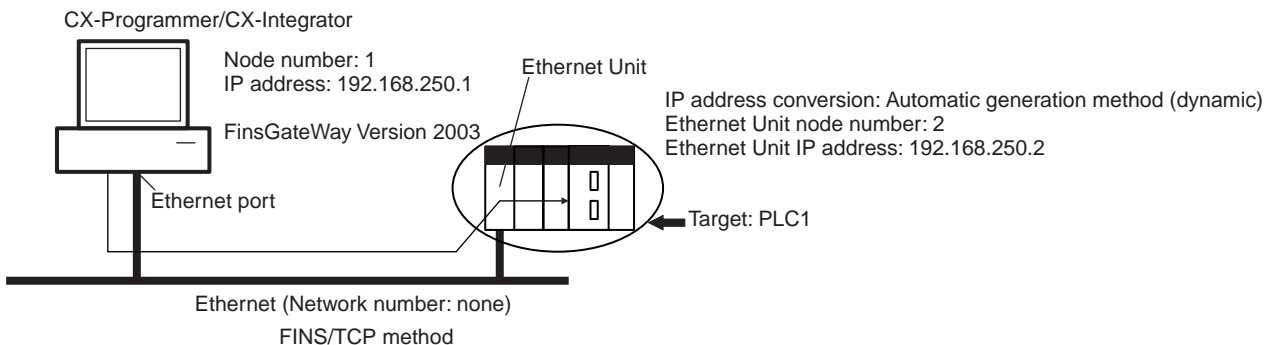 CX-Programmer/CX-Integrator
Node number: 1
IP address: 192.168.250.1
FinsGateWay Version 2003
Ethernet port
Ethernet Unit
IP address conversion: Automatic generation method (dynamic)
Ethernet Unit node number: 2
Ethernet Unit IP address: 192.168.250.2
Target: PLC1
Ethernet (Network number: none)
FINS/TCP method